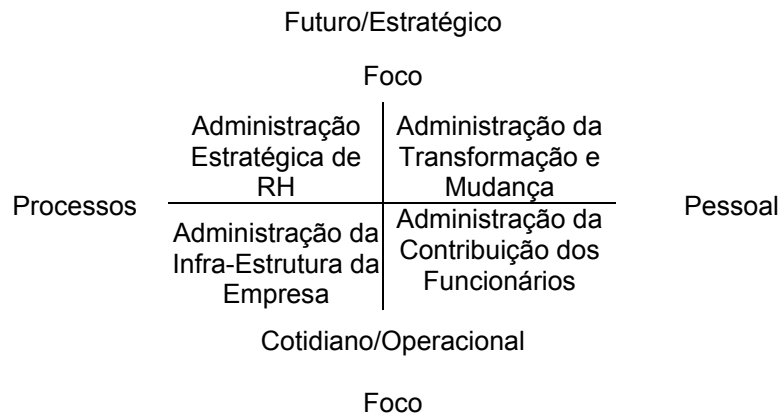 Futuro/Estratégico
Foco
Administração
Estratégica de
RH
Administração da
Transformação e
Mudança
Processos
Pessoal
Administração da
Infra-Estrutura da
Empresa
Administração da
Contribuição dos
Funcionários
Cotidiano/Operacional
Foco